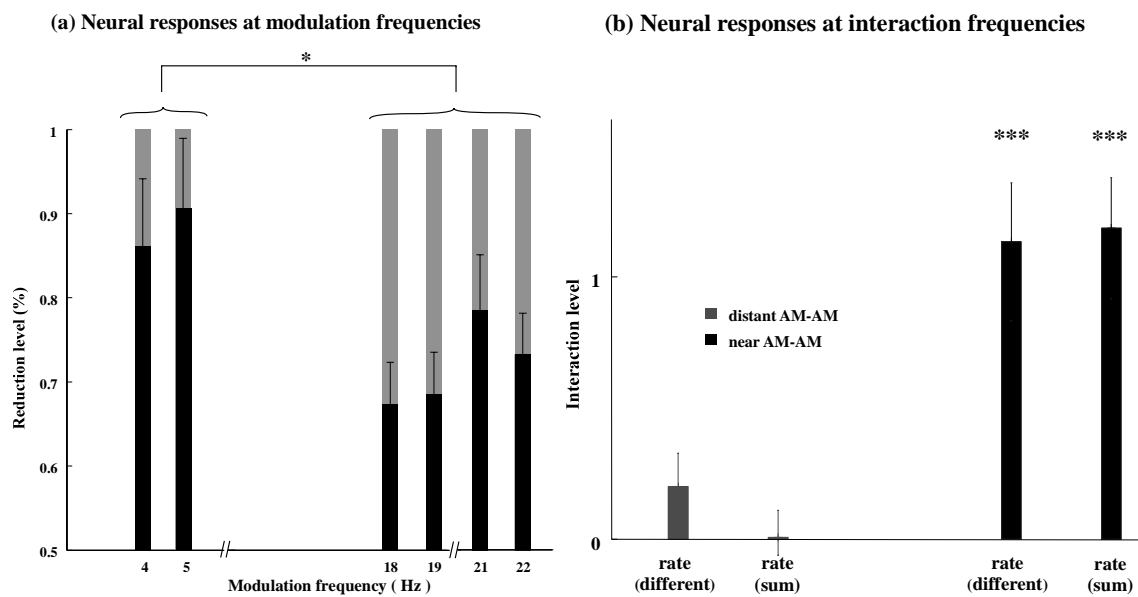 (a) Neural responses at modulation frequencies
*
1
0.9
0.8
0.7
0.6
0.5
Reduction level (%)
4 5 18 19 21 22
Modulation frequency ( Hz )
(b) Neural responses at interaction frequencies
*** ***
1
0
Interaction level
distant AM-AM
near AM-AM
rate rate rate rate
(different) (sum) (different) (sum)